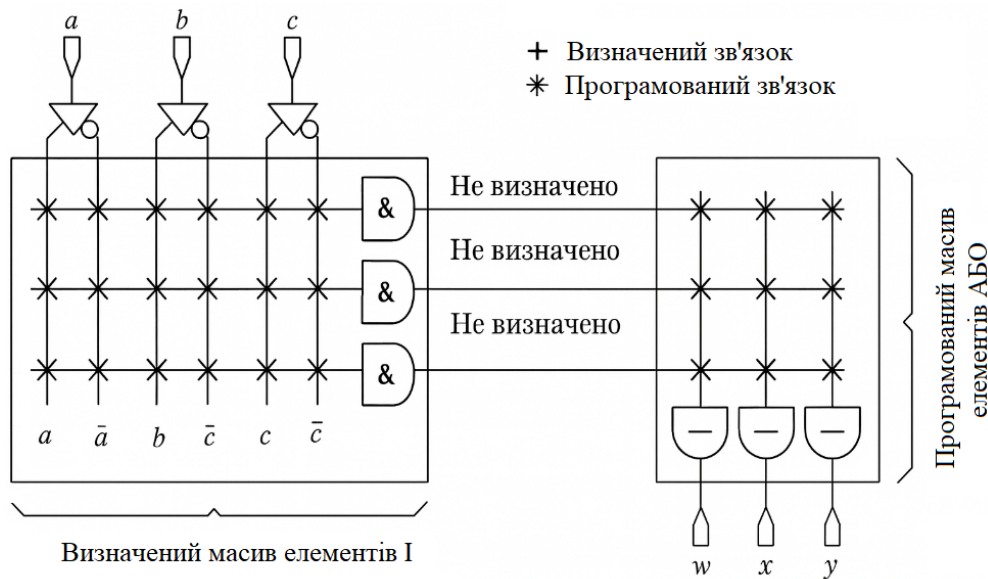 a b c
+ Визначений зв'язок
* Програмований зв'язок
Не визначено
&
Не визначено
&
Не визначено
&
a ā b c̄ c c̄
Визначений масив елементів І
Програмований масив
елементів АБО
w x y